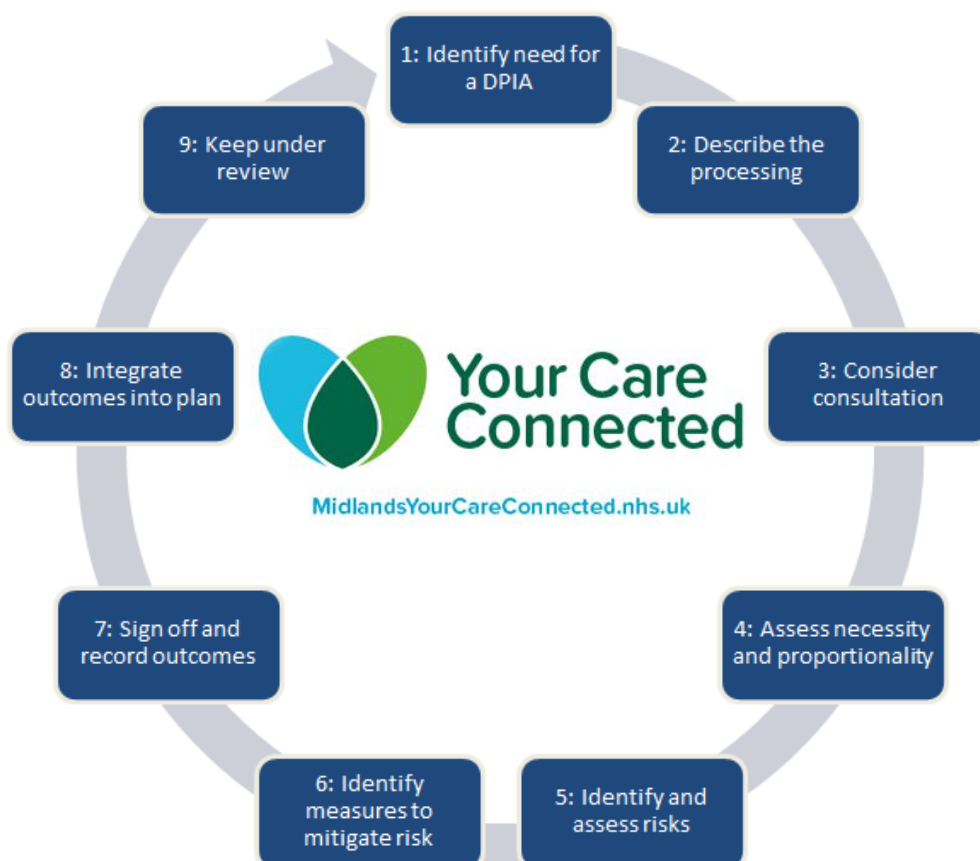 1: Identify need for
a DPIA
2: Describe the
processing
3: Consider
consultation
4: Assess necessity
and proportionality
5: Identify and
assess risks
6: Identify
measures to
mitigate risk
7: Sign off and
record outcomes
8: Integrate
outcomes into plan
9: Keep under
review
Your Care
Connected
MidlandsYourCareConnected.nhs.uk